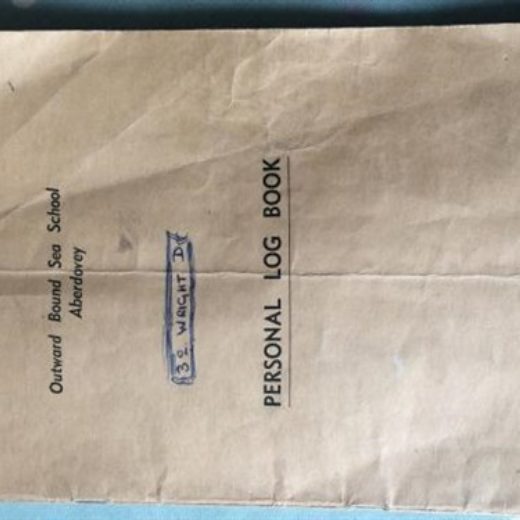 Outward Bound Sea School
Aberdovey
32 WRIGHT D
PERSONAL LOG BOOK